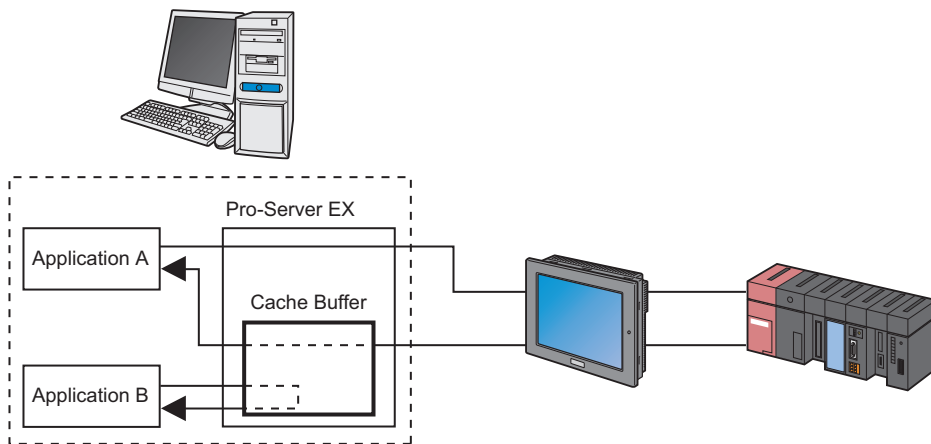 Pro-Server EX
Application A
Cache Buffer
Application B